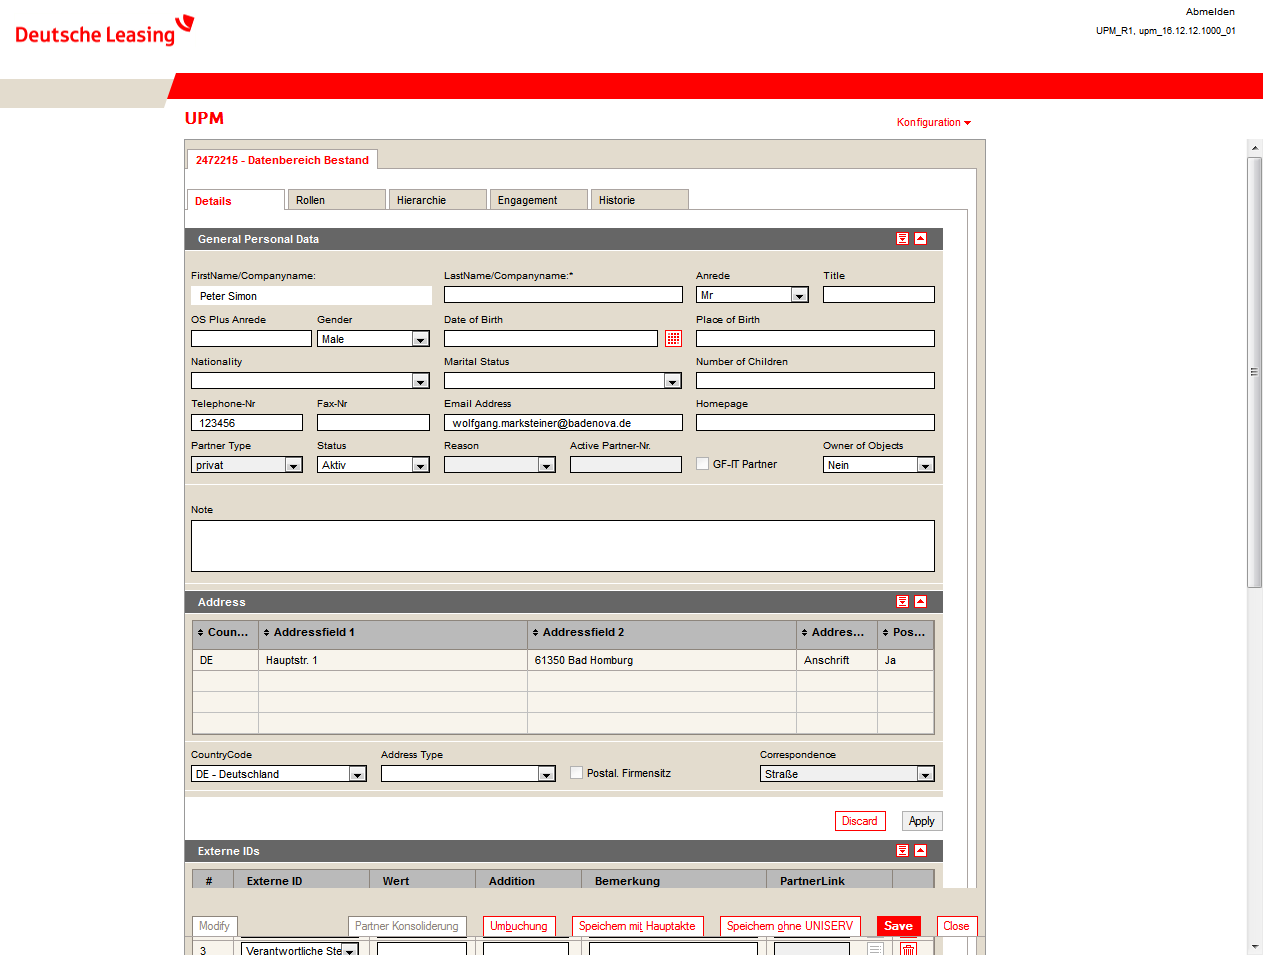 Deutsche Leasing
Abmelden
UPM_R1, upm_16.12.12.1000_01
UPM
Konfiguration
2472215 - Datenbereich Bestand
Details Rollen Hierarchie Engagement Historie
General Personal Data
FirstName/Companyname: LastName/Companyname:* Anrede Title
Peter Simon Mr
OS Plus Anrede Gender Date of Birth Place of Birth
Male
Nationality Marital Status Number of Children
Telephone-Nr Fax-Nr Email Address Homepage
123456 wolfgang.marksteiner@badenova.de
Partner Type Status Reason Active Partner-Nr. Owner of Objects
privat Aktiv GF-IT Partner Nein
Note
Address
Coun... Addressfield 1 Addressfield 2 Addres... Pos...
DE Hauptstr. 1 61350 Bad Homburg Anschrift Ja
CountryCode Address Type Correspondence
DE - Deutschland Postal. Firmensitz Straße
Discard Apply
Externe IDs
# Externe ID Wert Addition Bemerkung PartnerLink
Modify Partner Konsolidierung Umbuchung Speichern mit Hauptakte Speichern ohne UNISERV Save Close
3 Verantwortliche Ste